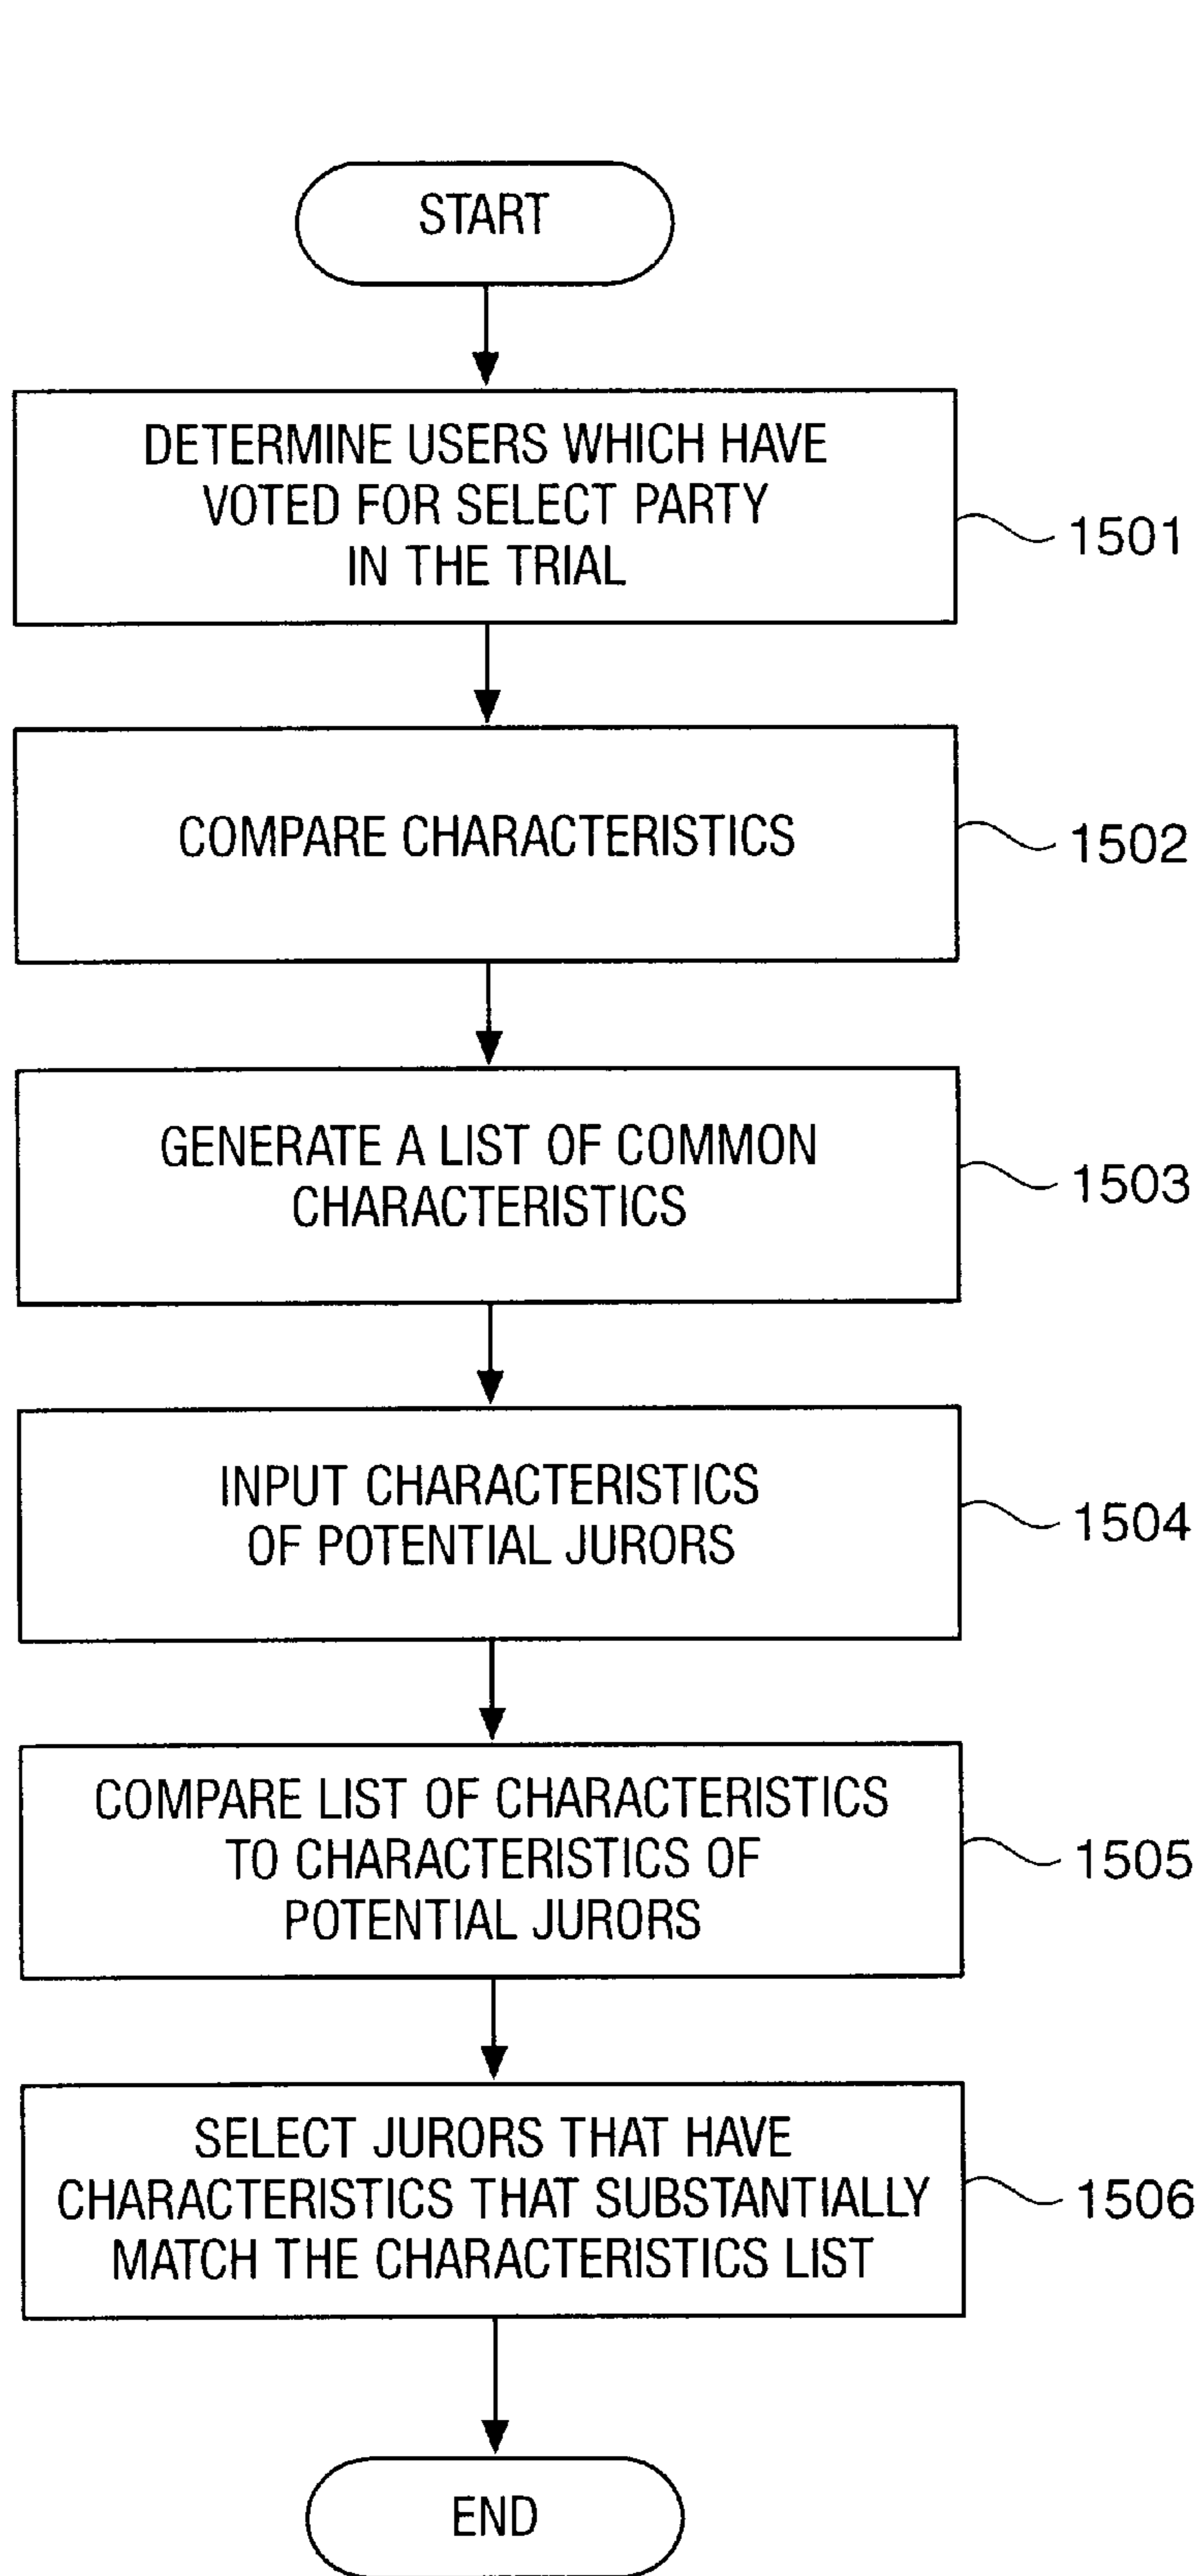 START
DETERMINE USERS WHICH HAVE
VOTED FOR SELECT PARTY
IN THE TRIAL
1501
COMPARE CHARACTERISTICS
1502
GENERATE A LIST OF COMMON
CHARACTERISTICS
1503
INPUT CHARACTERISTICS
OF POTENTIAL JURORS
1504
COMPARE LIST OF CHARACTERISTICS
TO CHARACTERISTICS OF
POTENTIAL JURORS
1505
SELECT JURORS THAT HAVE
CHARACTERISTICS THAT SUBSTANTIALLY
MATCH THE CHARACTERISTICS LIST
1506
END